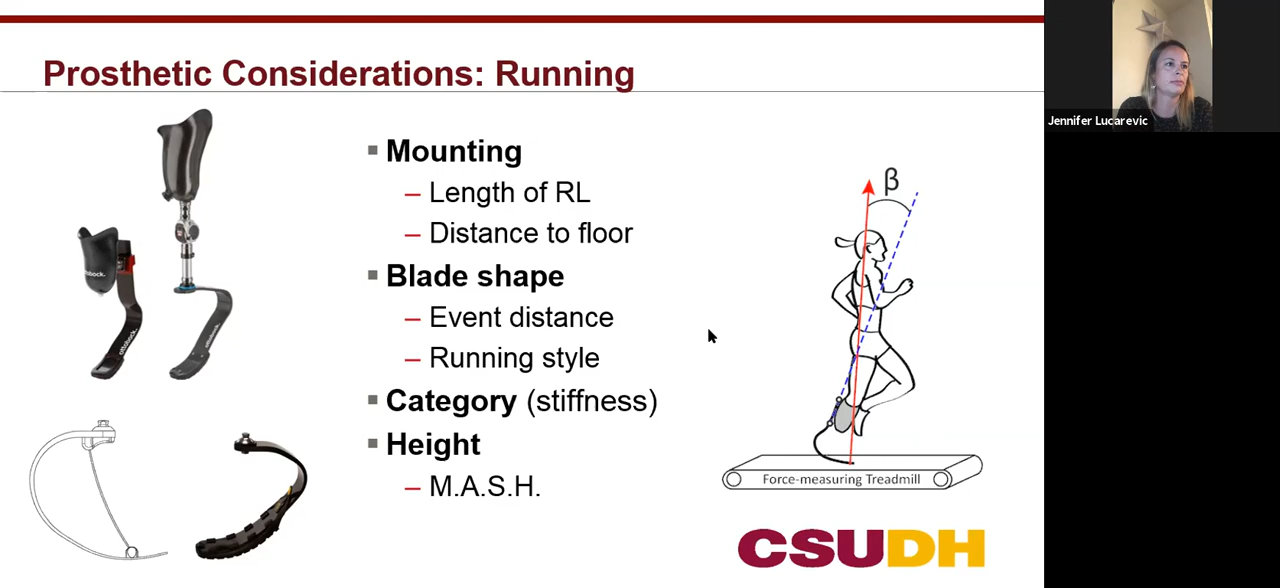 Prosthetic Considerations: Running
Jennifer Lucarevic
Mounting
– Length of RL
– Distance to floor
Blade shape
– Event distance
– Running style
Category (stiffness)
Height
– M.A.S.H.
ottobock.
ottobock.
β
Force-measuring Treadmill
CSUDH